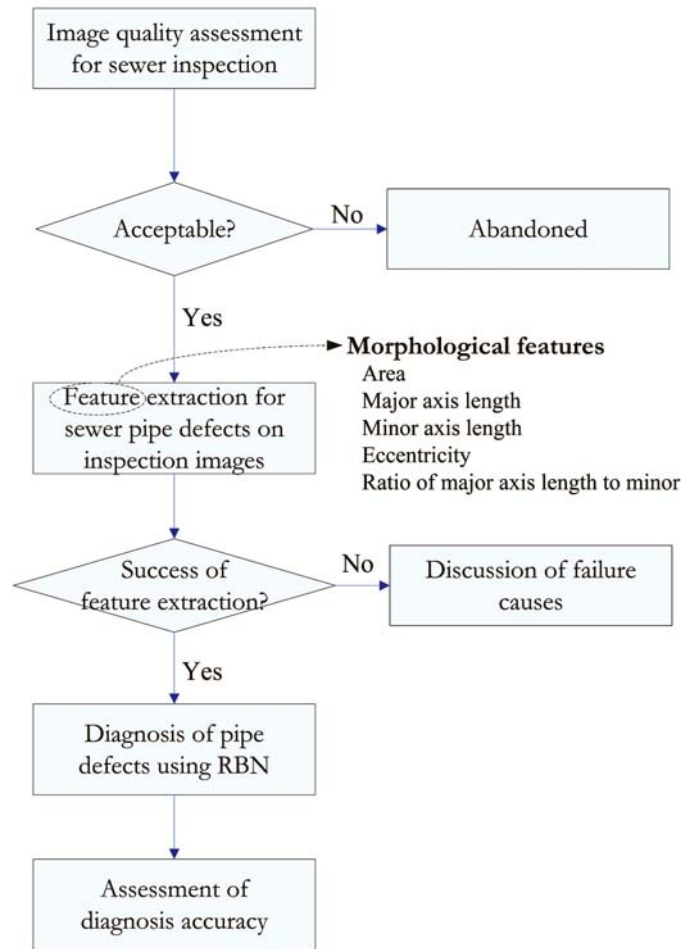 Image quality assessment
for sewer inspection
Acceptable?
No
Abandoned
Yes
Morphological features
Area
Major axis length
Minor axis length
Eccentricity
Ratio of major axis length to minor
Feature extraction for
sewer pipe defects on
inspection images
Success of
feature extraction?
No
Discussion of failure
causes
Yes
Diagnosis of pipe
defects using RBN
Assessment of
diagnosis accuracy